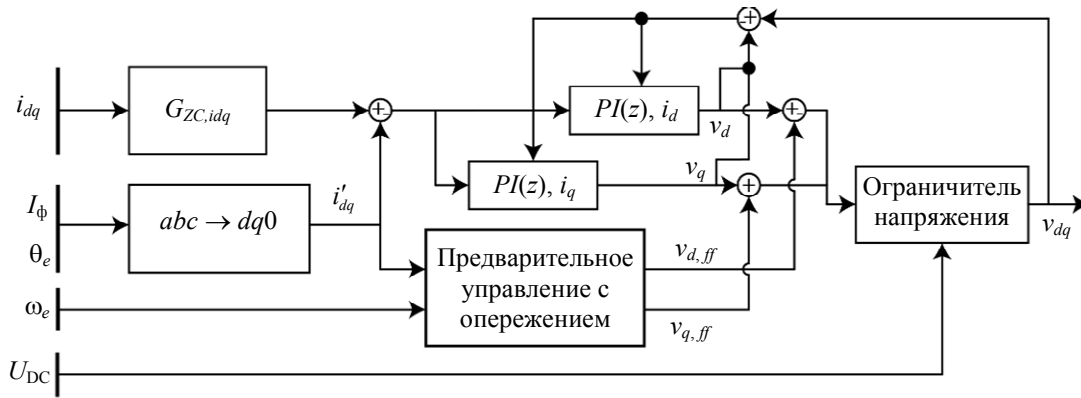 i_dq
G_ZC,idq
PI(z), i_d
v_d
PI(z), i_q
v_q
Ограничитель
напряжения
v_dq
I_ф
θ_e
abc → dq0
i′_dq
Предварительное
управление с
опережением
v_d, ff
v_q, ff
ω_e
U_DC